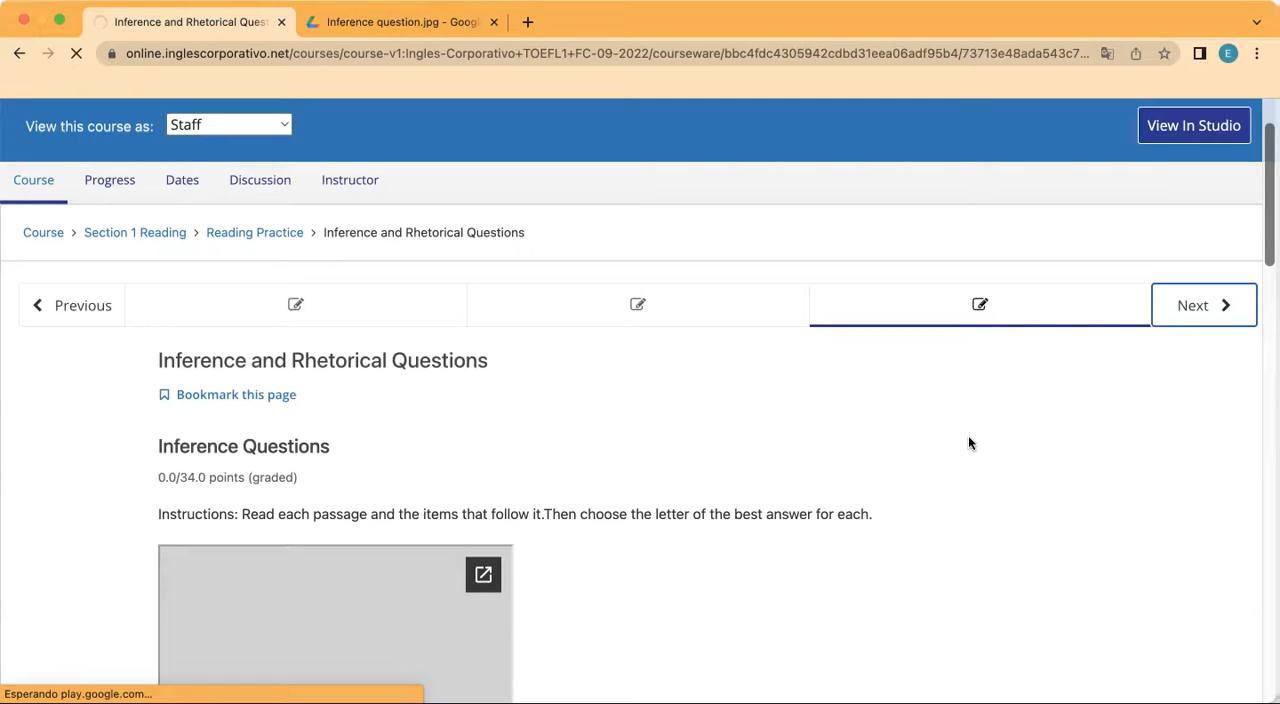 Inference and Rhetorical Quest
Inference question.jpg - Googl
online.inglescorporativo.net/courses/course-v1:Ingles-Corporativo+TOEFL1+FC-09-2022/courseware/bbc4fdc4305942cdbd31eea06adf95b4/73713e48ada543c7...
E
View this course as:
Staff
View In Studio
Course
Progress
Dates
Discussion
Instructor
Course > Section 1 Reading > Reading Practice > Inference and Rhetorical Questions
Previous
Next
Inference and Rhetorical Questions
Bookmark this page
Inference Questions
0.0/34.0 points (graded)
Instructions: Read each passage and the items that follow it.Then choose the letter of the best answer for each.
Esperando play.google.com...